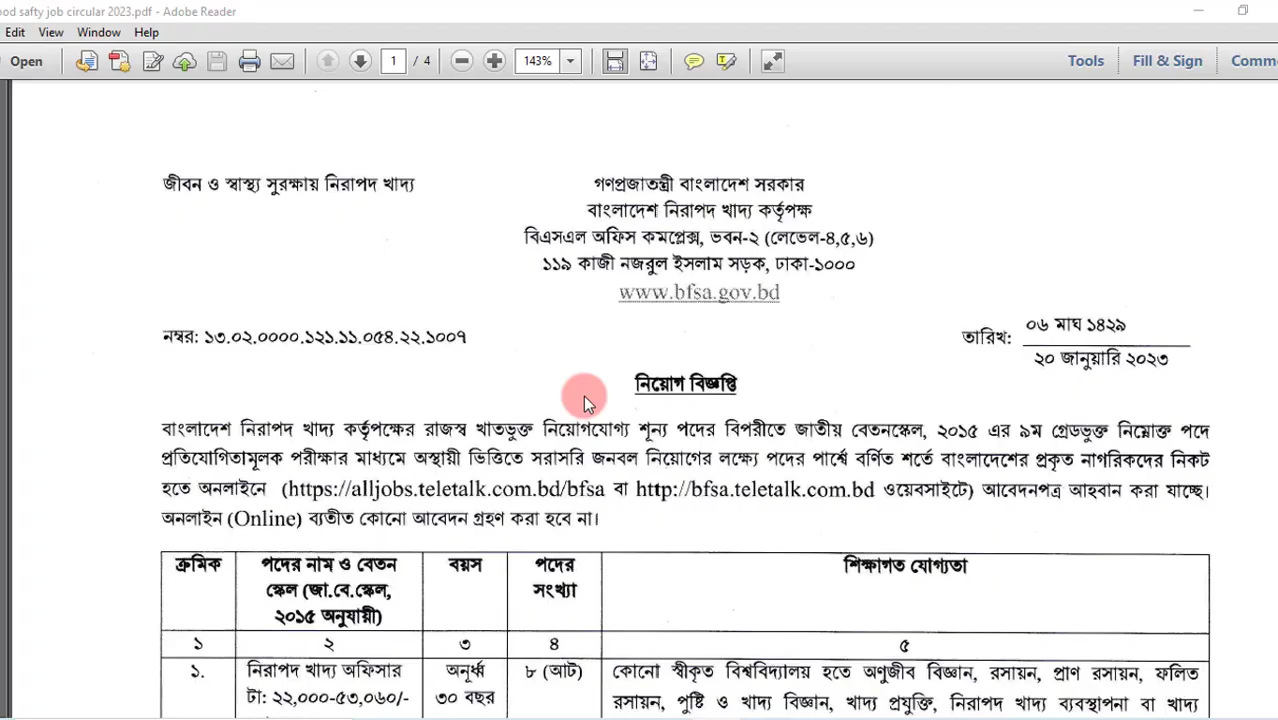 ood safty job circular 2023.pdf - Adobe Reader
Edit View Window Help
Open 1 / 4 143% Tools Fill & Sign Comm
জীবন ও স্বাস্থ্য সুরক্ষায় নিরাপদ খাদ্য
গণপ্রজাতন্ত্রী বাংলাদেশ সরকার
বাংলাদেশ নিরাপদ খাদ্য কর্তৃপক্ষ
বিএসএল অফিস কমপ্লেক্স, ভবন-২ (লেভেল-৪,৫,৬)
১১৯ কাজী নজরুল ইসলাম সড়ক, ঢাকা-১০০০
www.bfsa.gov.bd
নম্বর: ১৩.০২.০০০০.১২১.১১.০৫৪.২২.১০০৭
তারিখ: ০৬ মাঘ ১৪২৯
২০ জানুয়ারি ২০২৩
নিয়োগ বিজ্ঞপ্তি
বাংলাদেশ নিরাপদ খাদ্য কর্তৃপক্ষের রাজস্ব খাতভুক্ত নিয়োগযোগ্য শূন্য পদের বিপরীতে জাতীয় বেতনস্কেল, ২০১৫ এর ৯ম গ্রেডভুক্ত নিম্নোক্ত পদে
প্রতিযোগিতামূলক পরীক্ষার মাধ্যমে অস্থায়ী ভিত্তিতে সরাসরি জনবল নিয়োগের লক্ষ্যে পদের পার্শ্বে বর্ণিত শর্তে বাংলাদেশের প্রকৃত নাগরিকদের নিকট
হতে অনলাইনে (https://alljobs.teletalk.com.bd/bfsa বা http://bfsa.teletalk.com.bd ওয়েবসাইটে) আবেদনপত্র আহবান করা যাচ্ছে।
অনলাইন (Online) ব্যতীত কোনো আবেদন গ্রহণ করা হবে না।
ক্রমিক পদের নাম ও বেতন বয়স পদের শিক্ষাগত যোগ্যতা
স্কেল (জা.বে.স্কেল, সংখ্যা
২০১৫ অনুযায়ী)
১ ২ ৩ ৪ ৫
১. নিরাপদ খাদ্য অফিসার অনূর্ধ্ব ৮ (আট) কোনো স্বীকৃত বিশ্ববিদ্যালয় হতে অণুজীব বিজ্ঞান, রসায়ন, প্রাণ রসায়ন, ফলিত
টা: ২২,০০০-৫৩,০৬০/- ৩০ বছর রসায়ন, পুষ্টি ও খাদ্য বিজ্ঞান, খাদ্য প্রযুক্তি, নিরাপদ খাদ্য ব্যবস্থাপনা বা খাদ্য